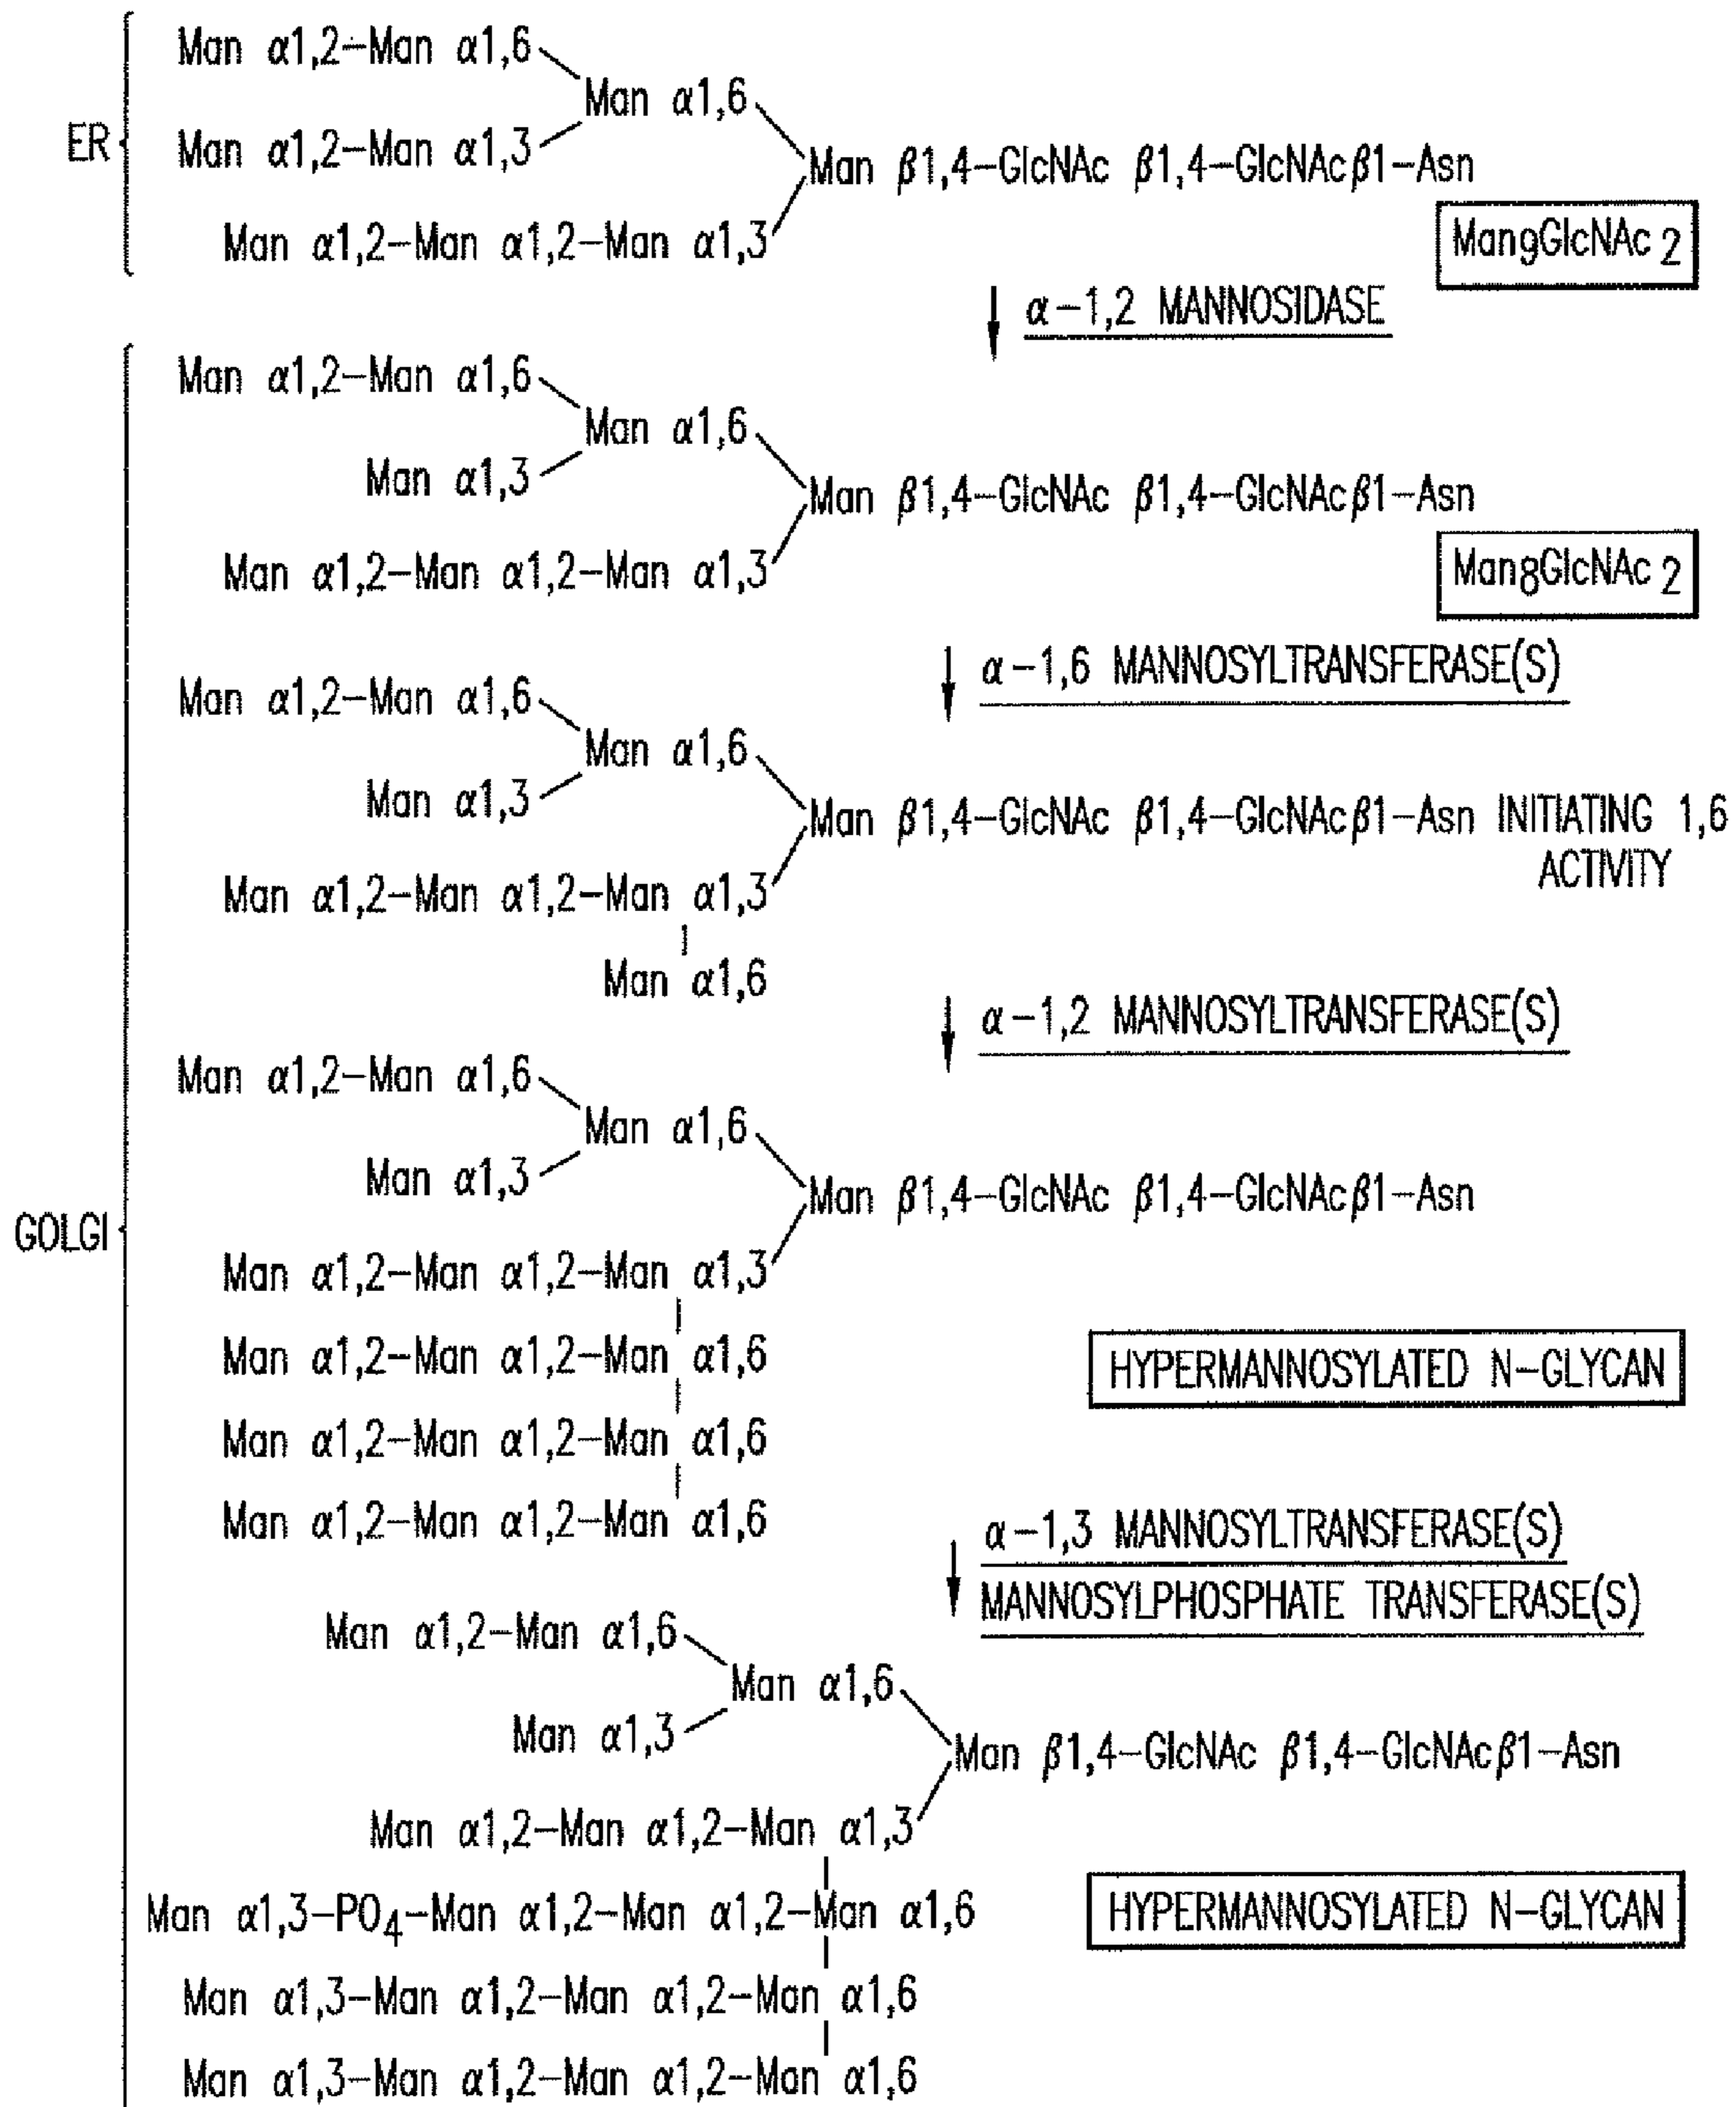 Man α1,2–Man α1,6
Man α1,6
ER
Man α1,2–Man α1,3
Man β1,4–GlcNAc β1,4–GlcNAcβ1–Asn
Man α1,2–Man α1,2–Man α1,3
Man9GlcNAc2
α–1,2 MANNOSIDASE
Man α1,2–Man α1,6
Man α1,6
Man α1,3
Man β1,4–GlcNAc β1,4–GlcNAcβ1–Asn
Man α1,2–Man α1,2–Man α1,3
Man8GlcNAc2
α–1,6 MANNOSYLTRANSFERASE(S)
Man α1,2–Man α1,6
Man α1,6
Man α1,3
Man β1,4–GlcNAc β1,4–GlcNAcβ1–Asn INITIATING 1,6
ACTIVITY
Man α1,2–Man α1,2–Man α1,3
Man α1,6
α–1,2 MANNOSYLTRANSFERASE(S)
Man α1,2–Man α1,6
Man α1,6
Man α1,3
Man β1,4–GlcNAc β1,4–GlcNAcβ1–Asn
GOLGI
Man α1,2–Man α1,2–Man α1,3
Man α1,2–Man α1,2–Man α1,6
HYPERMANNOSYLATED N–GLYCAN
Man α1,2–Man α1,2–Man α1,6
Man α1,2–Man α1,2–Man α1,6
α–1,3 MANNOSYLTRANSFERASE(S)
MANNOSYLPHOSPHATE TRANSFERASE(S)
Man α1,2–Man α1,6
Man α1,6
Man α1,3
Man β1,4–GlcNAc β1,4–GlcNAcβ1–Asn
Man α1,2–Man α1,2–Man α1,3
Man α1,3–PO4–Man α1,2–Man α1,2–Man α1,6
HYPERMANNOSYLATED N–GLYCAN
Man α1,3–Man α1,2–Man α1,2–Man α1,6
Man α1,3–Man α1,2–Man α1,2–Man α1,6